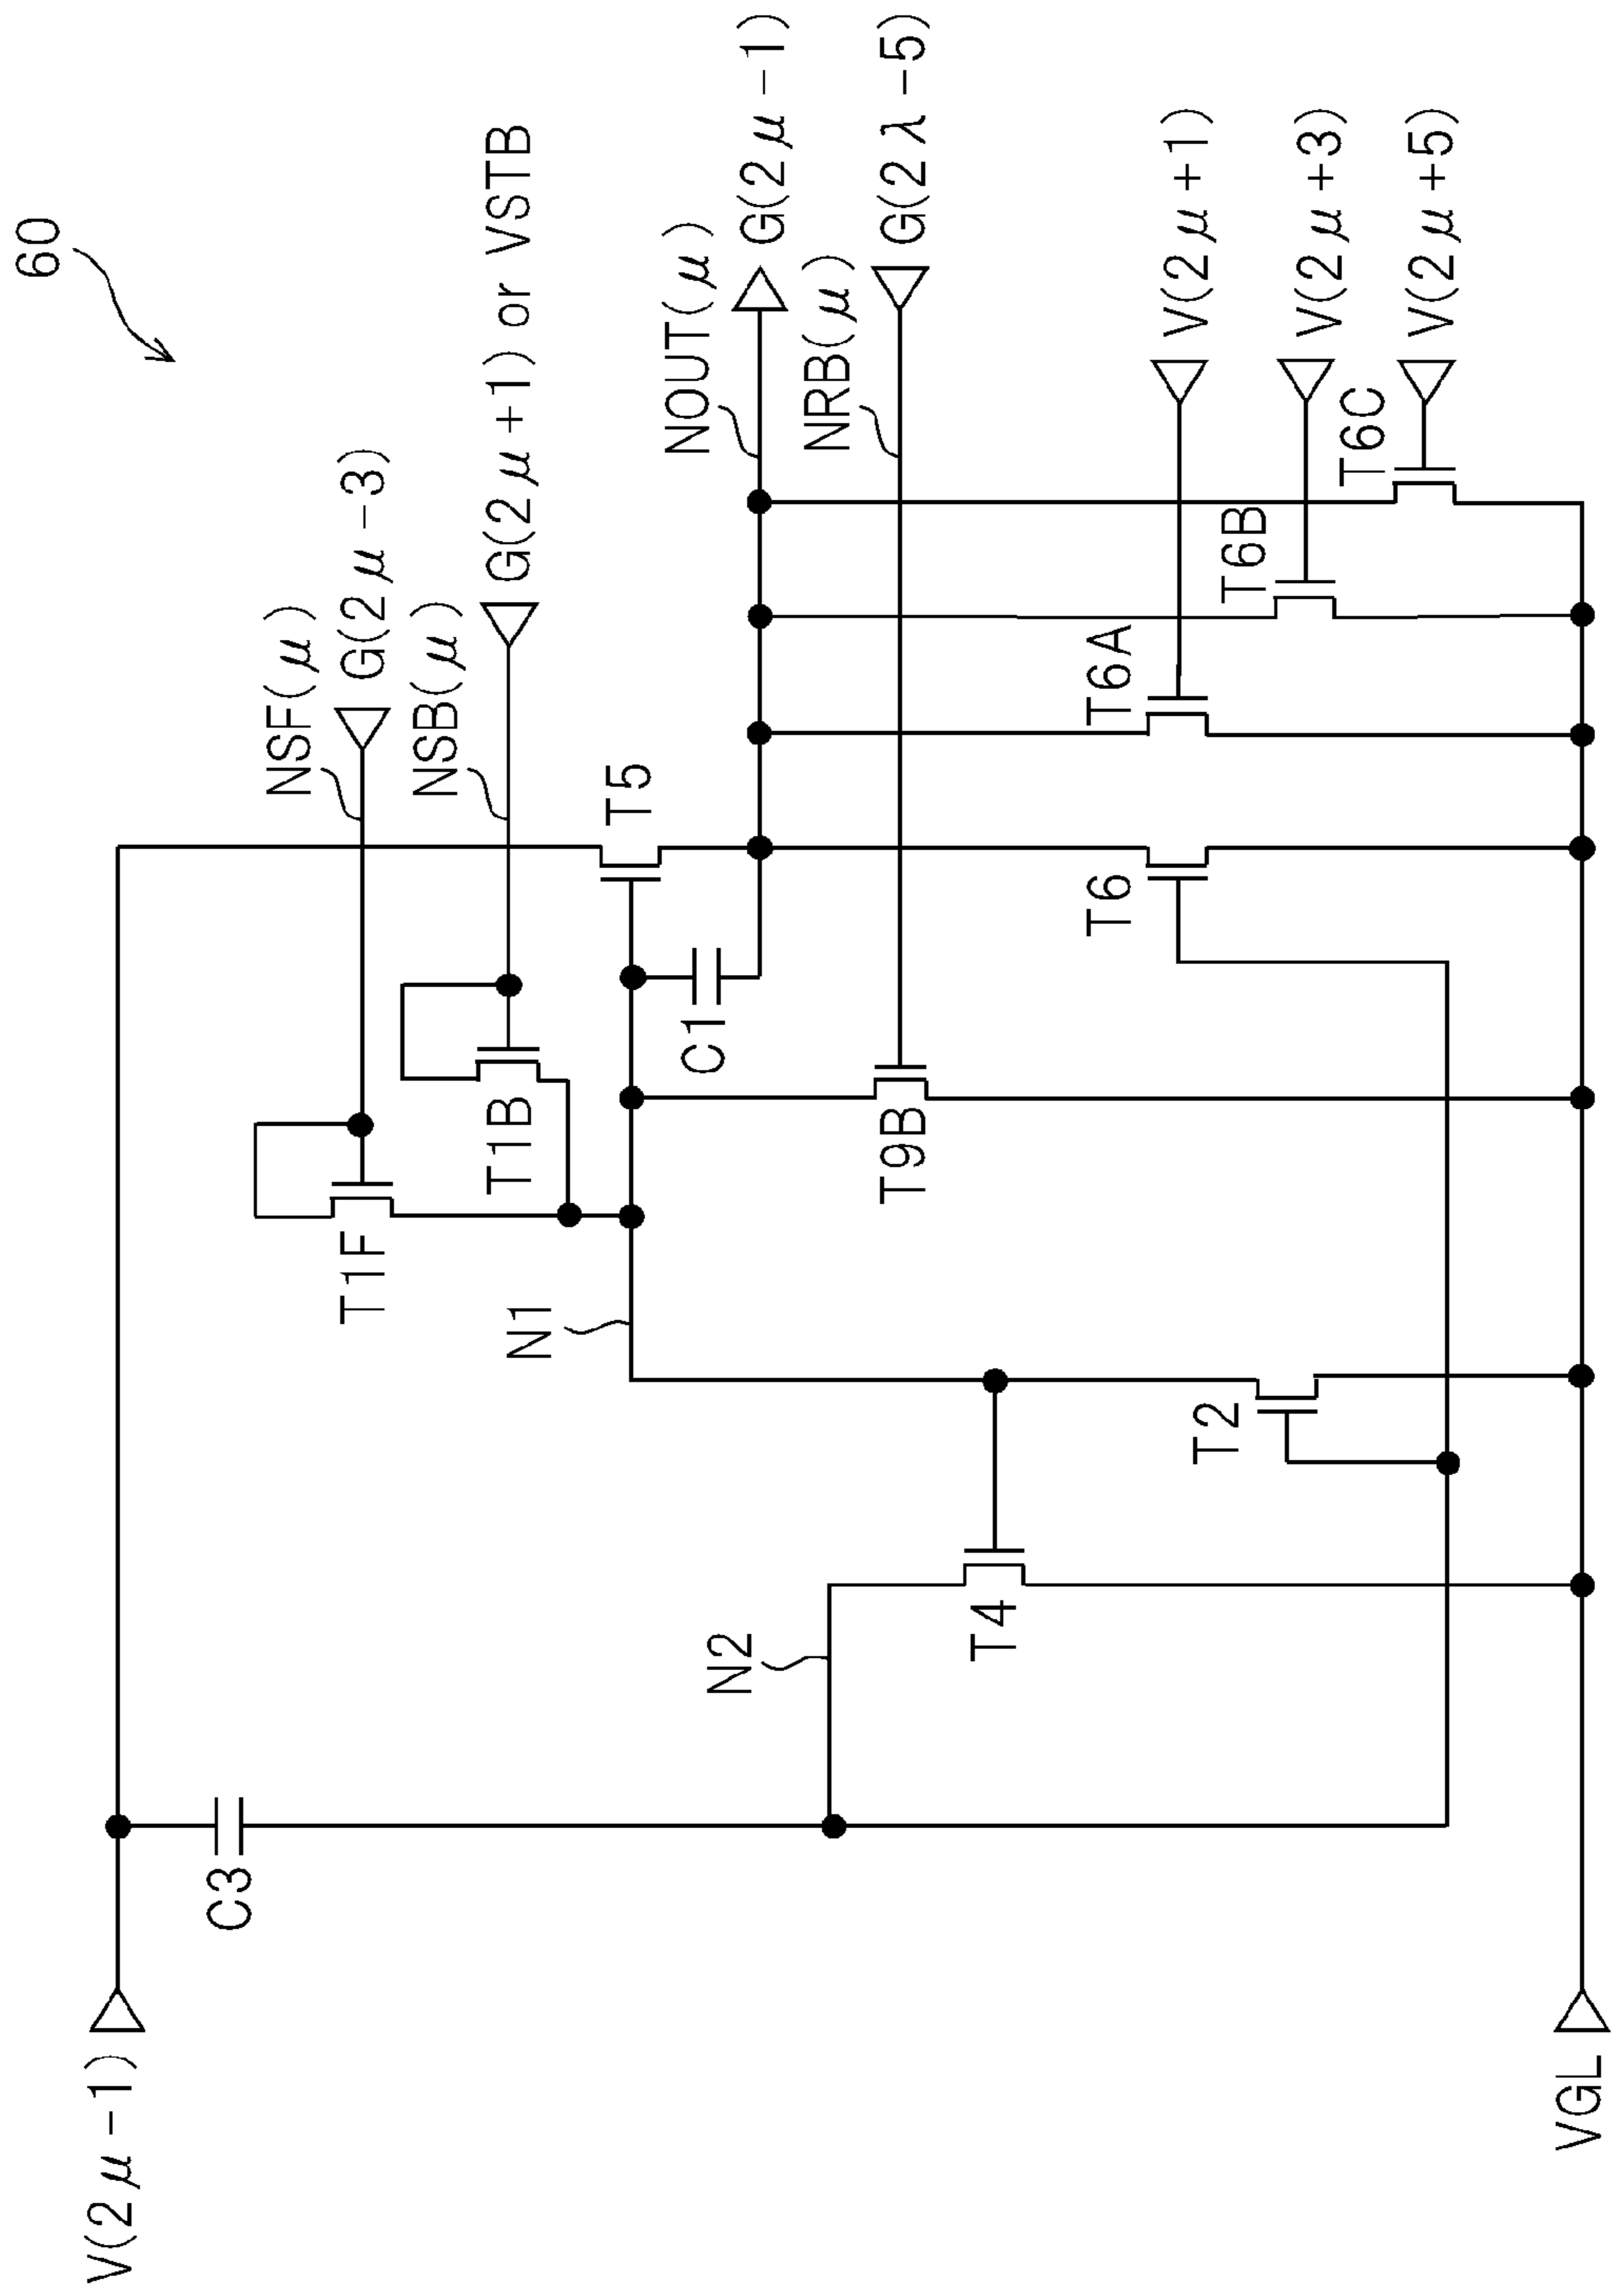 60
V(2μ-1)
C3
VGL
N2
T4
T2
N1
T1F
T1B
NSF(μ)
G(2μ-3)
NSB(μ)
G(2μ+1) or VSTB
T5
C1
T9B
T6
T6A
T6B
T6C
NOUT(μ)
G(2μ-1)
NRB(μ)
G(2λ-5)
V(2μ+1)
V(2μ+3)
V(2μ+5)